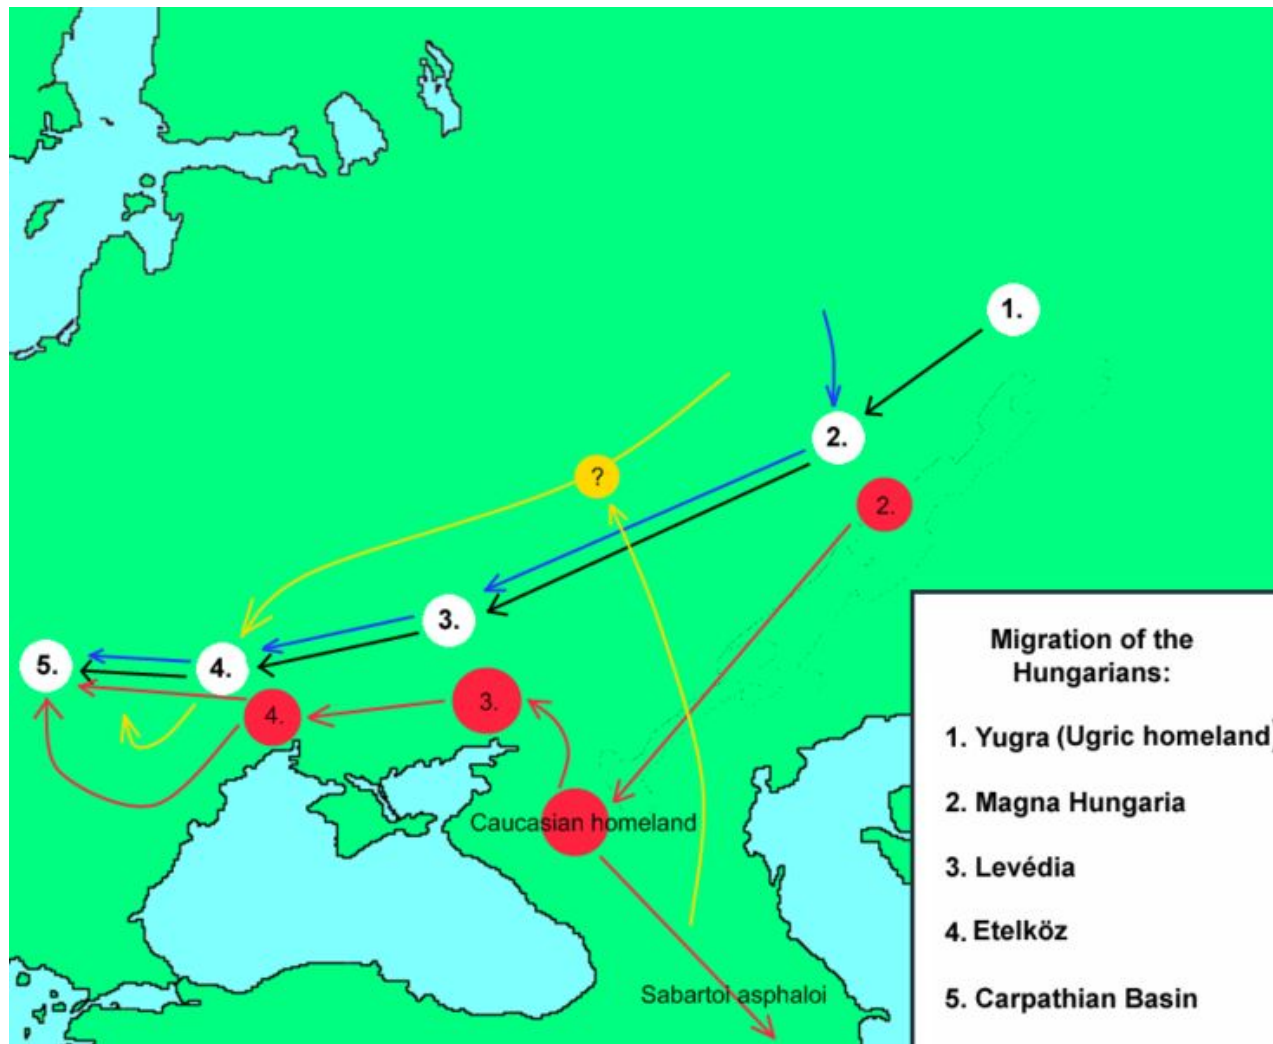 1.
2.
?
2.
3.
5.
4.
3.
4.
Caucasian homeland
Sabartoi asphaloi
Migration of the
Hungarians:
1. Yugra (Ugric homeland)
2. Magna Hungaria
3. Levédia
4. Etelköz
5. Carpathian Basin